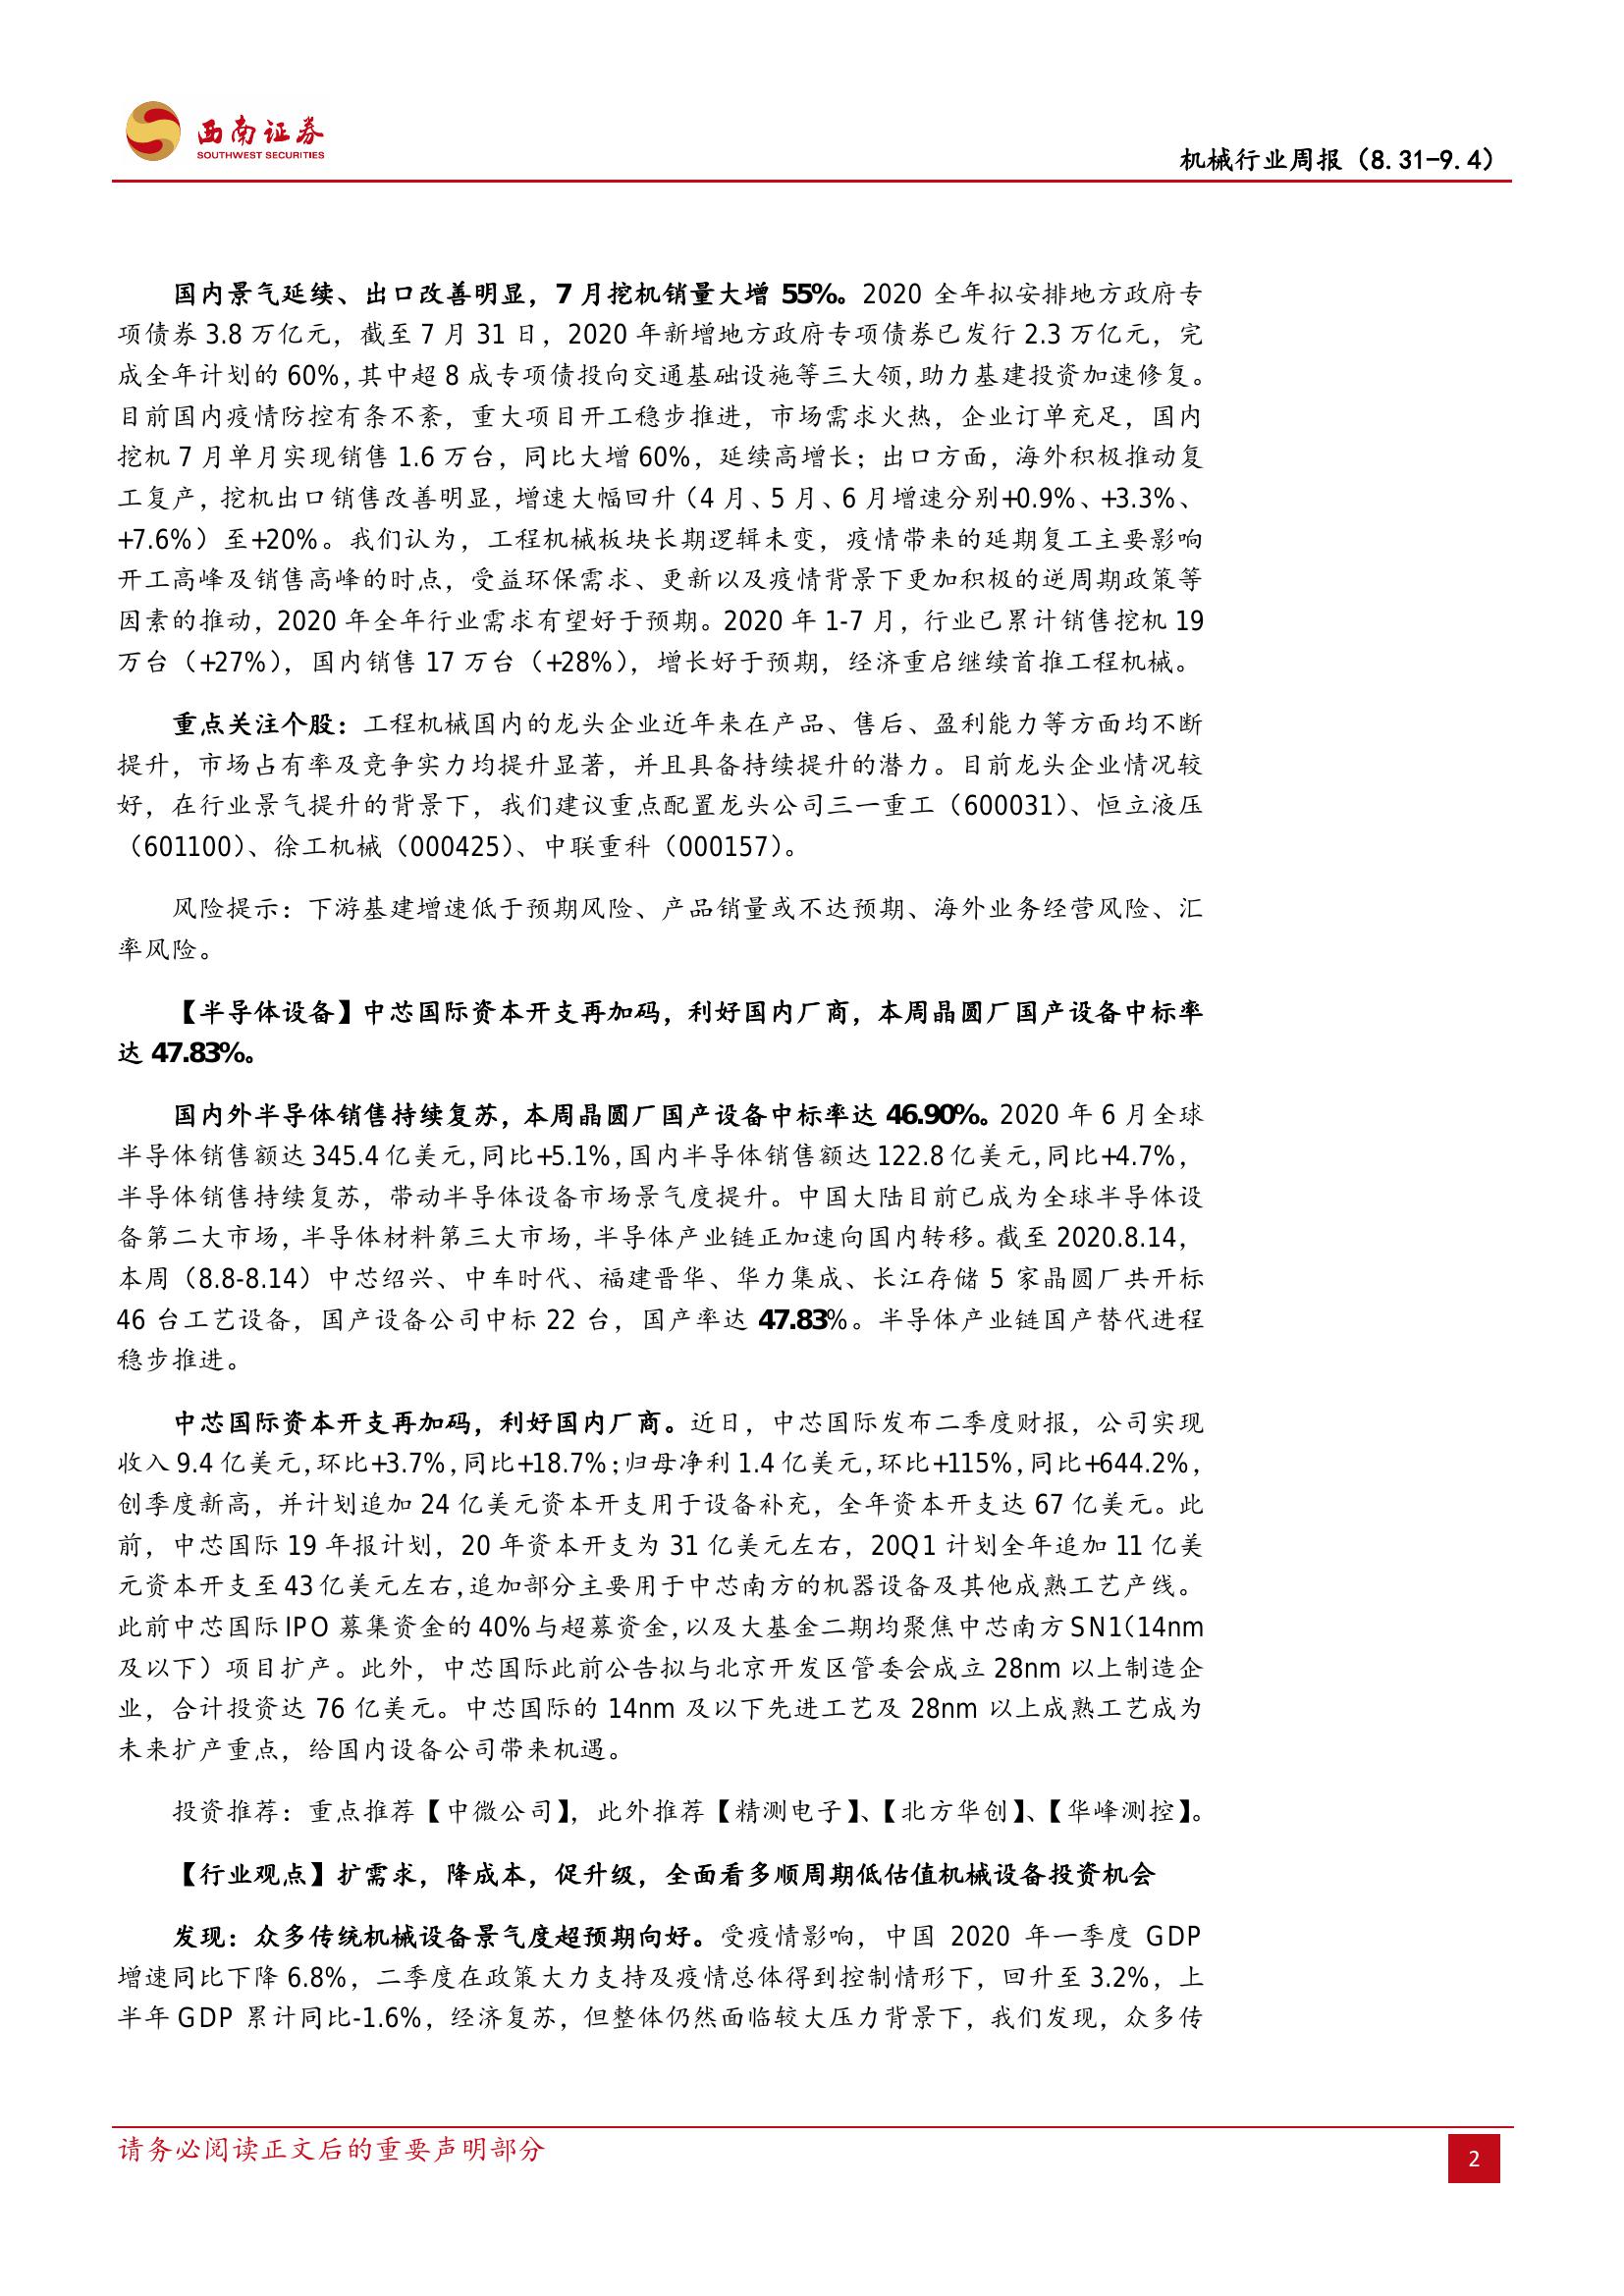 西南证券
SOUTHWEST SECURITIES
机械行业周报（8.31-9.4）
国内景气延续、出口改善明显，7 月挖机销量大增 55%。2020 全年拟安排地方政府专
项债券 3.8 万亿元，截至 7 月 31 日，2020 年新增地方政府专项债券已发行 2.3 万亿元，完
成全年计划的 60%，其中超 8 成专项债投向交通基础设施等三大领，助力基建投资加速修复。
目前国内疫情防控有条不紊，重大项目开工稳步推进，市场需求火热，企业订单充足，国内
挖机 7 月单月实现销售 1.6 万台，同比大增 60%，延续高增长；出口方面，海外积极推动复
工复产，挖机出口销售改善明显，增速大幅回升（4 月、5 月、6 月增速分别+0.9%、+3.3%、
+7.6%）至+20%。我们认为，工程机械板块长期逻辑未变，疫情带来的延期复工主要影响
开工高峰及销售高峰的时点，受益环保需求、更新以及疫情背景下更加积极的逆周期政策等
因素的推动，2020 年全年行业需求有望好于预期。2020 年 1-7 月，行业已累计销售挖机 19
万台（+27%），国内销售 17 万台（+28%），增长好于预期，经济重启继续首推工程机械。
重点关注个股：工程机械国内的龙头企业近年来在产品、售后、盈利能力等方面均不断
提升，市场占有率及竞争实力均提升显著，并且具备持续提升的潜力。目前龙头企业情况较
好，在行业景气提升的背景下，我们建议重点配置龙头公司三一重工（600031）、恒立液压
（601100）、徐工机械（000425）、中联重科（000157）。
风险提示：下游基建增速低于预期风险、产品销量或不达预期、海外业务经营风险、汇
率风险。
【半导体设备】中芯国际资本开支再加码，利好国内厂商，本周晶圆厂国产设备中标率
达 47.83%。
国内外半导体销售持续复苏，本周晶圆厂国产设备中标率达 46.90%。2020 年 6 月全球
半导体销售额达 345.4 亿美元，同比+5.1%，国内半导体销售额达 122.8 亿美元，同比+4.7%，
半导体销售持续复苏，带动半导体设备市场景气度提升。中国大陆目前已成为全球半导体设
备第二大市场，半导体材料第三大市场，半导体产业链正加速向国内转移。截至 2020.8.14，
本周（8.8-8.14）中芯绍兴、中车时代、福建晋华、华力集成、长江存储 5 家晶圆厂共开标
46 台工艺设备，国产设备公司中标 22 台，国产率达 47.83%。半导体产业链国产替代进程
稳步推进。
中芯国际资本开支再加码，利好国内厂商。近日，中芯国际发布二季度财报，公司实现
收入 9.4 亿美元，环比+3.7%，同比+18.7%；归母净利 1.4 亿美元，环比+115%，同比+644.2%，
创季度新高，并计划追加 24 亿美元资本开支用于设备补充，全年资本开支达 67 亿美元。此
前，中芯国际 19 年报计划，20 年资本开支为 31 亿美元左右，20Q1 计划全年追加 11 亿美
元资本开支至 43 亿美元左右，追加部分主要用于中芯南方的机器设备及其他成熟工艺产线。
此前中芯国际 IPO 募集资金的 40%与超募资金，以及大基金二期均聚焦中芯南方 SN1（14nm
及以下）项目扩产。此外，中芯国际此前公告拟与北京开发区管委会成立 28nm 以上制造企
业，合计投资达 76 亿美元。中芯国际的 14nm 及以下先进工艺及 28nm 以上成熟工艺成为
未来扩产重点，给国内设备公司带来机遇。
投资推荐：重点推荐【中微公司】，此外推荐【精测电子】、【北方华创】、【华峰测控】。
【行业观点】扩需求，降成本，促升级，全面看多顺周期低估值机械设备投资机会
发现：众多传统机械设备景气度超预期向好。受疫情影响，中国 2020 年一季度 GDP
增速同比下降 6.8%，二季度在政策大力支持及疫情总体得到控制情形下，回升至 3.2%，上
半年 GDP 累计同比-1.6%，经济复苏，但整体仍然面临较大压力背景下，我们发现，众多传
请务必阅读正文后的重要声明部分
2